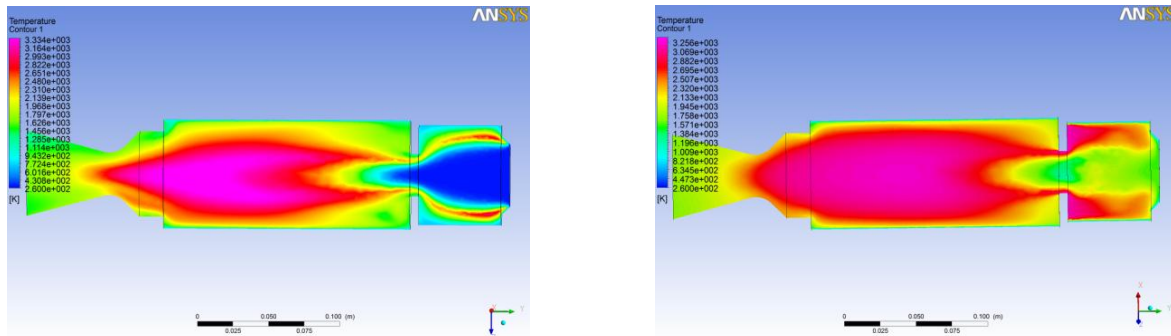 Temperature
Contour 1
ANSYS
3.334e+003
3.164e+003
2.993e+003
2.822e+003
2.651e+003
2.480e+003
2.310e+003
2.139e+003
1.968e+003
1.797e+003
1.626e+003
1.456e+003
1.285e+003
1.114e+003
9.432e+002
7.724e+002
6.016e+002
4.308e+002
2.600e+002
[K]
0
0.050
0.100 (m)
0.025
0.075
X
Y
Temperature
Contour 1
ANSYS
3.256e+003
3.069e+003
2.882e+003
2.695e+003
2.507e+003
2.320e+003
2.133e+003
1.945e+003
1.758e+003
1.571e+003
1.384e+003
1.196e+003
1.009e+003
8.218e+002
6.345e+002
4.473e+002
2.600e+002
[K]
0
0.050
0.100 (m)
0.025
0.075
X
Y